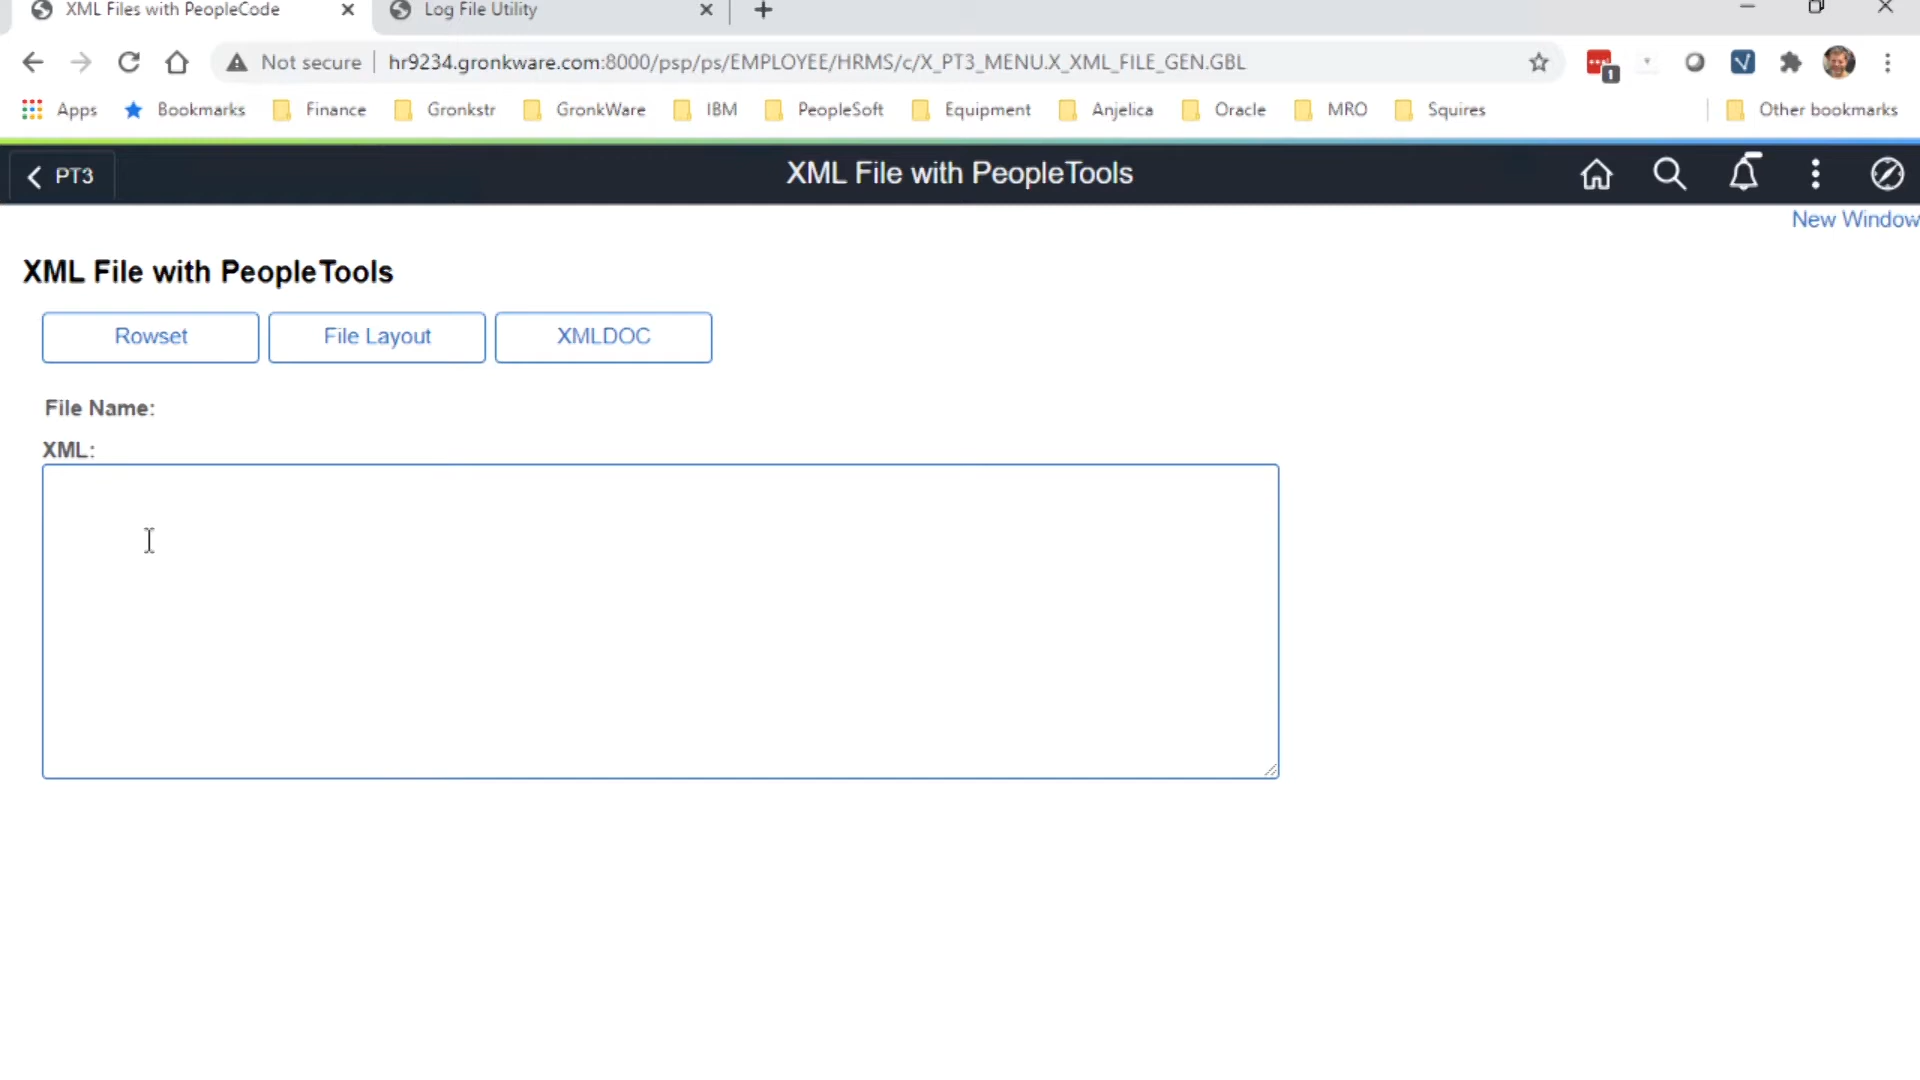 XML Files with PeopleCode
Log File Utility
Not secure hr9234.gronkware.com:8000/psp/ps/EMPLOYEE/HRMS/c/X_PT3_MENU.X_XML_FILE_GEN.GBL
1
Apps Bookmarks Finance Gronkstr GronkWare IBM PeopleSoft Equipment Anjelica Oracle MRO Squires Other bookmarks
PT3 XML File with PeopleTools
New Window
XML File with PeopleTools
Rowset File Layout XMLDOC
File Name:
XML: